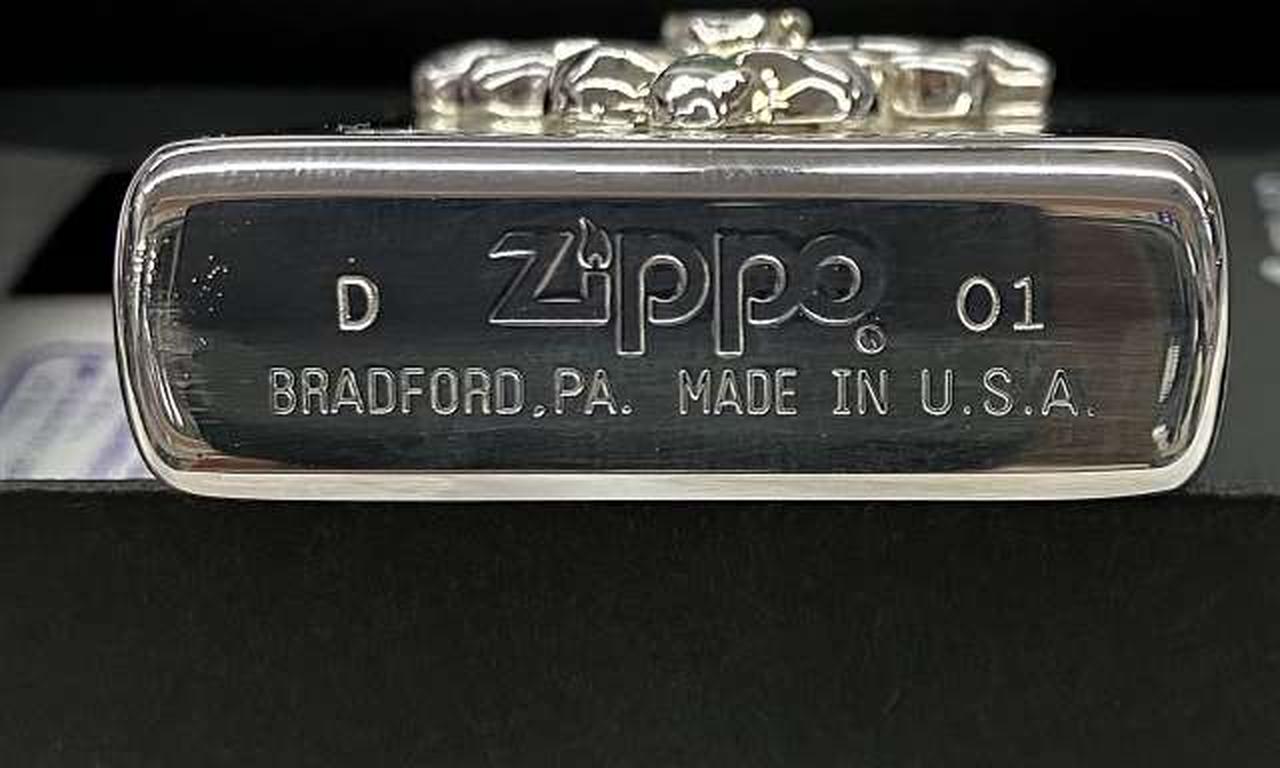 D Zippo® 01
BRADFORD,PA. MADE IN U.S.A.